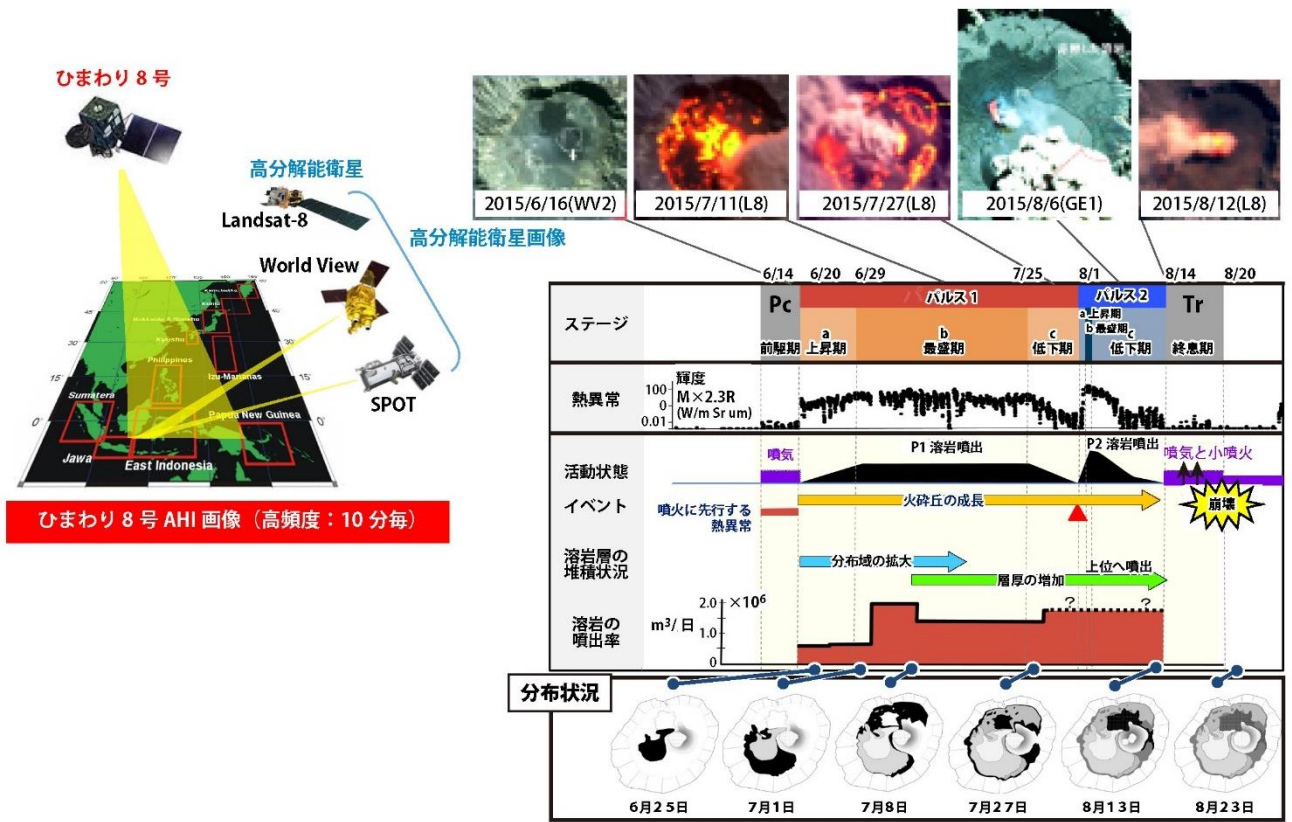 ひまわり 8 号
高分解能衛星
Landsat-8
高分解能衛星画像
World View
SPOT
Kamchatka
Hokkaido & Honshu
Kyushu
Izu-Marianas
Philippines
Sumatera
Papua New Guinea
Jawa
East Indonesia
45°
30°
15°
0°
30°
15°
0°
ひまわり 8 号 AHI 画像（高頻度：10 分毎）
2015/6/16(WV2)
2015/7/11(L8)
2015/7/27(L8)
2015/8/6(GE1)
2015/8/12(L8)
6/14 6/20 6/29 7/25 8/1 8/14 8/20
ステージ
Pc
前駆期
パルス 1
a
上昇期
b
最盛期
c
低下期
パルス 2
a 上昇期
b 最盛期
c
低下期
Tr
終息期
熱異常
輝度
M×2.3R
(W/m Sr um)
100
0
0.01
活動状態
噴気
P1 溶岩噴出
P2 溶岩噴出
噴気と小噴火
イベント
噴火に先行する
熱異常
火砕丘の成長
崩壊
溶岩層の
堆積状況
分布域の拡大
層厚の増加
上位へ噴出
溶岩の
噴出率
m³/ 日
2.0
×10⁶
1.0
0
? ?
分布状況
6月25日
7月1日
7月8日
7月27日
8月13日
8月23日